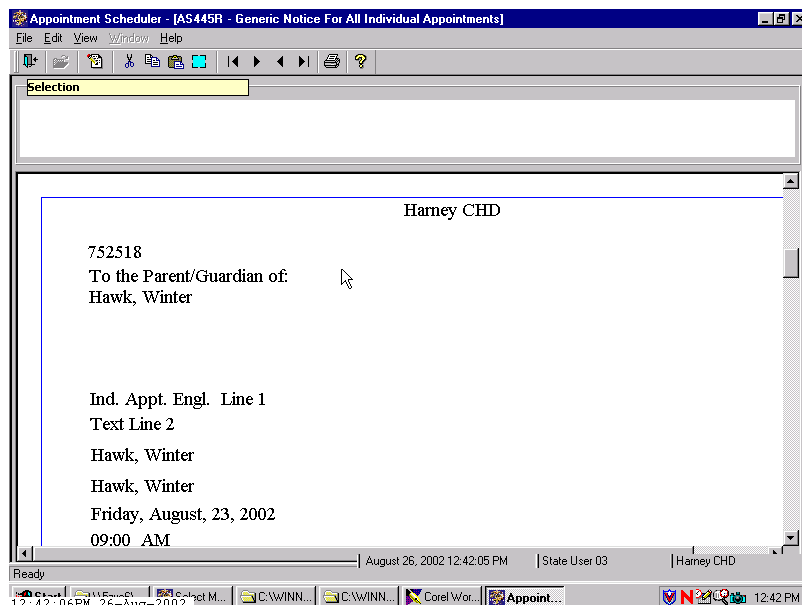 Appointment Scheduler - [AS445R - Generic Notice For All Individual Appointments]
File Edit View Window Help
Selection
Harney CHD
752518
To the Parent/Guardian of:
Hawk, Winter
Ind. Appt. Engl. Line 1
Text Line 2
Hawk, Winter
Hawk, Winter
Friday, August, 23, 2002
09:00 AM
August 26, 2002 12:42:05 PM State User 03 Harney CHD
Ready
Start Select M... C:\WINN... C:\WINN... Corel Wor... Appoint... 12:42 PM
12:42:06PM 26-Aug-2002